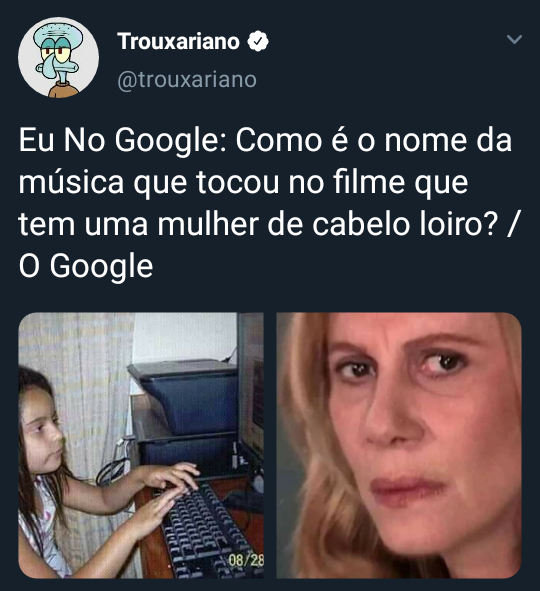 Trouxariano
@trouxariano
Eu No Google: Como é o nome da
música que tocou no filme que
tem uma mulher de cabelo loiro? /
O Google
08/28